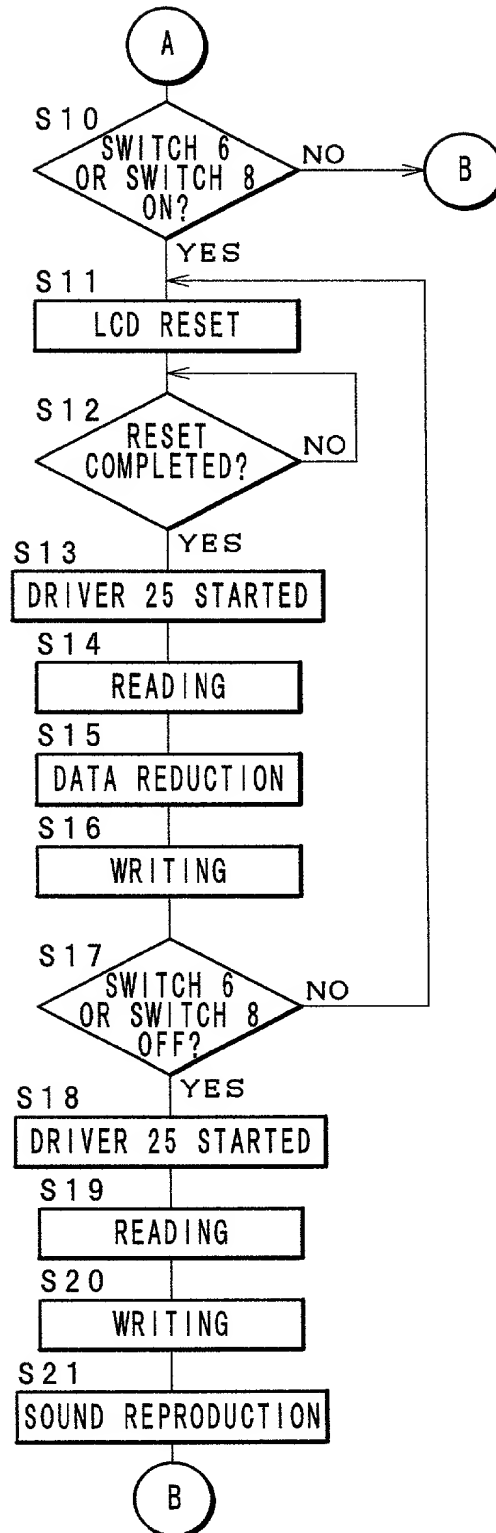 A
S10
SWITCH 6
OR SWITCH 8
ON?
NO
B
YES
S11
LCD RESET
S12
RESET
COMPLETED?
NO
YES
S13
DRIVER 25 STARTED
S14
READING
S15
DATA REDUCTION
S16
WRITING
S17
SWITCH 6
OR SWITCH 8
OFF?
NO
YES
S18
DRIVER 25 STARTED
S19
READING
S20
WRITING
S21
SOUND REPRODUCTION
B